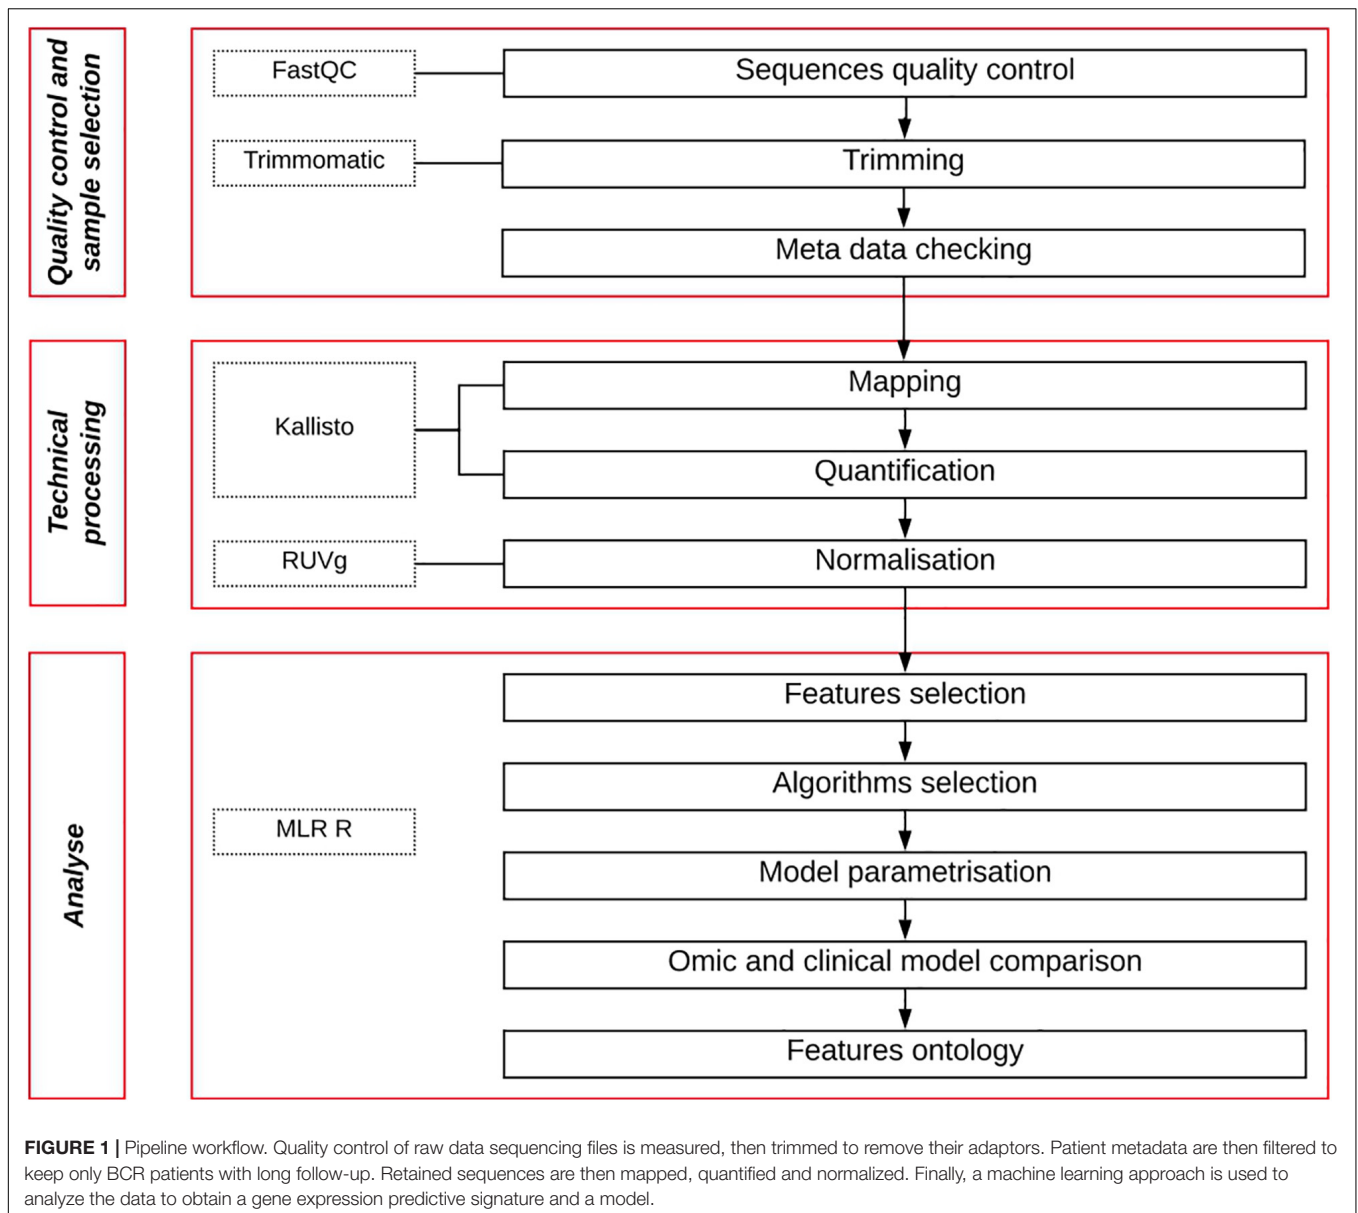 Quality control and
sample selection
FastQC
Sequences quality control
Trimmomatic
Trimming
Meta data checking
Technical
processing
Kallisto
Mapping
Quantification
RUVg
Normalisation
Analyse
MLR R
Features selection
Algorithms selection
Model parametrisation
Omic and clinical model comparison
Features ontology
FIGURE 1 | Pipeline workflow. Quality control of raw data sequencing files is measured, then trimmed to remove their adaptors. Patient metadata are then filtered to
keep only BCR patients with long follow-up. Retained sequences are then mapped, quantified and normalized. Finally, a machine learning approach is used to
analyze the data to obtain a gene expression predictive signature and a model.